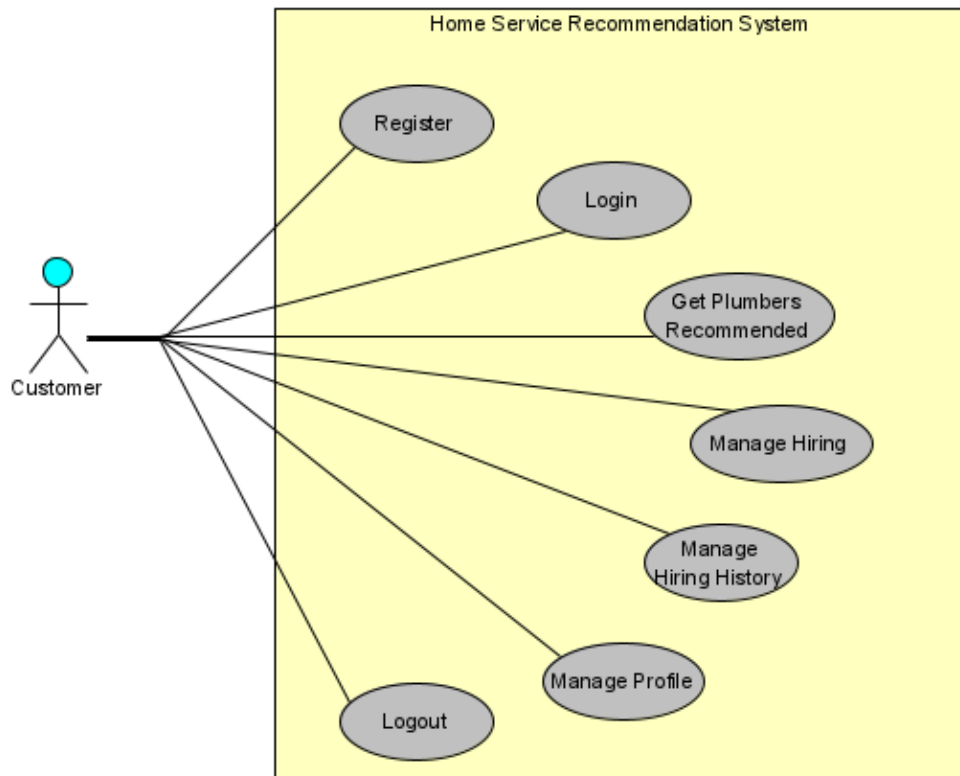 Home Service Recommendation System
Register
Login
Get Plumbers
Recommended
Customer
Manage Hiring
Manage
Hiring History
Manage Profile
Logout